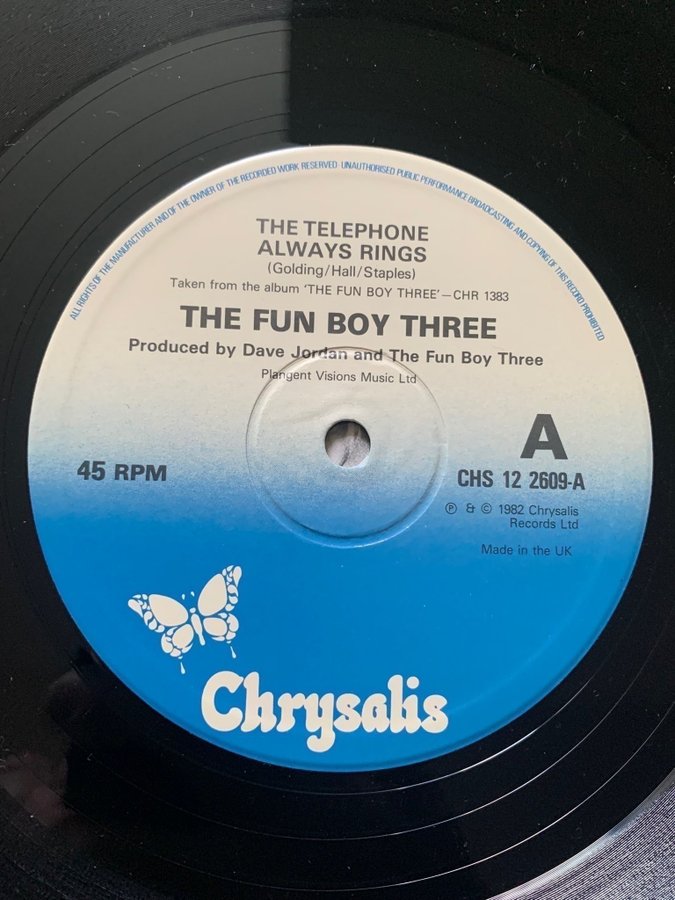 ALL RIGHTS OF THE MANUFACTURER AND OF THE OWNER OF THE RECORDED WORK RESERVED · UNAUTHORISED PUBLIC PERFORMANCE BROADCASTING AND COPYING OF THIS RECORD PROHIBITED
THE TELEPHONE
ALWAYS RINGS
(Golding/Hall/Staples)
Taken from the album 'THE FUN BOY THREE'—CHR 1383
THE FUN BOY THREE
Produced by Dave Jordan and The Fun Boy Three
Plangent Visions Music Ltd
A
45 RPM
CHS 12 2609-A
℗ & © 1982 Chrysalis
Records Ltd
Made in the UK
Chrysalis